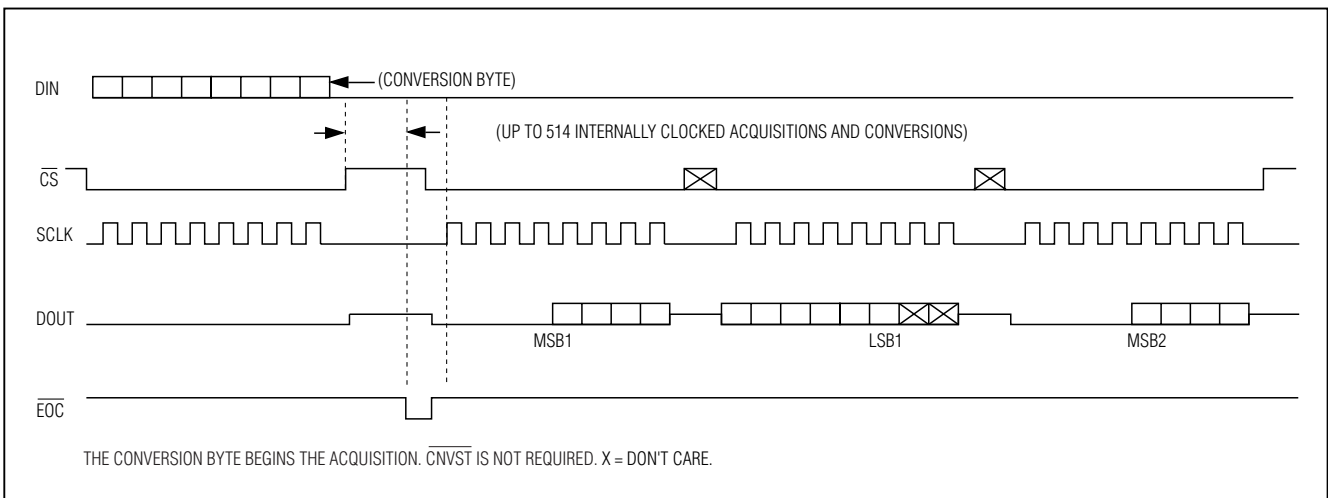 DIN
(CONVERSION BYTE)
(UP TO 514 INTERNALLY CLOCKED ACQUISITIONS AND CONVERSIONS)
CS
SCLK
DOUT
MSB1
LSB1
MSB2
EOC
THE CONVERSION BYTE BEGINS THE ACQUISITION. CNVST IS NOT REQUIRED. X = DON'T CARE.